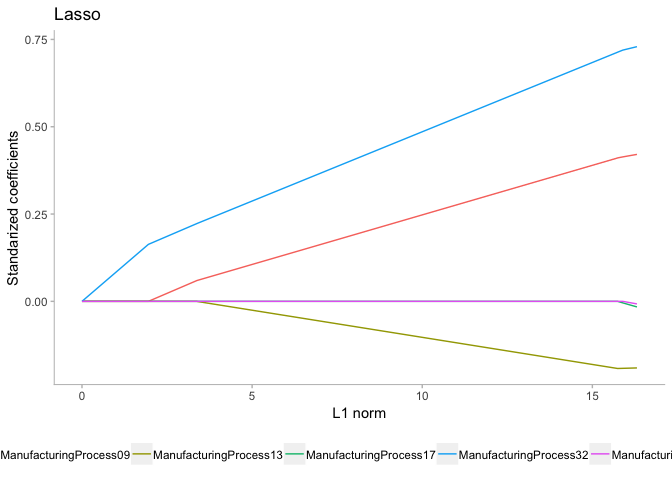 Lasso
0.75
0.50
0.25
0.00
Standarized coefficients
0 5 10 15
L1 norm
ManufacturingProcess09 ManufacturingProcess13 ManufacturingProcess17 ManufacturingProcess32 Manufacturi